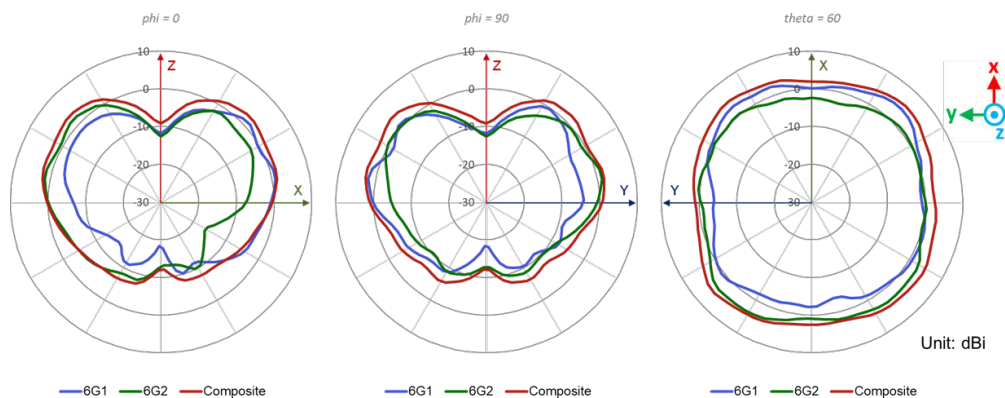 phi = 0
phi = 90
theta = 60
10
Z
0
-10
-20
-30
X
10
Z
0
-10
-20
-30
Y
10
X
0
-10
-20
-30
Y
x
y
z
Unit: dBi
6G1 6G2 Composite
6G1 6G2 Composite
6G1 6G2 Composite